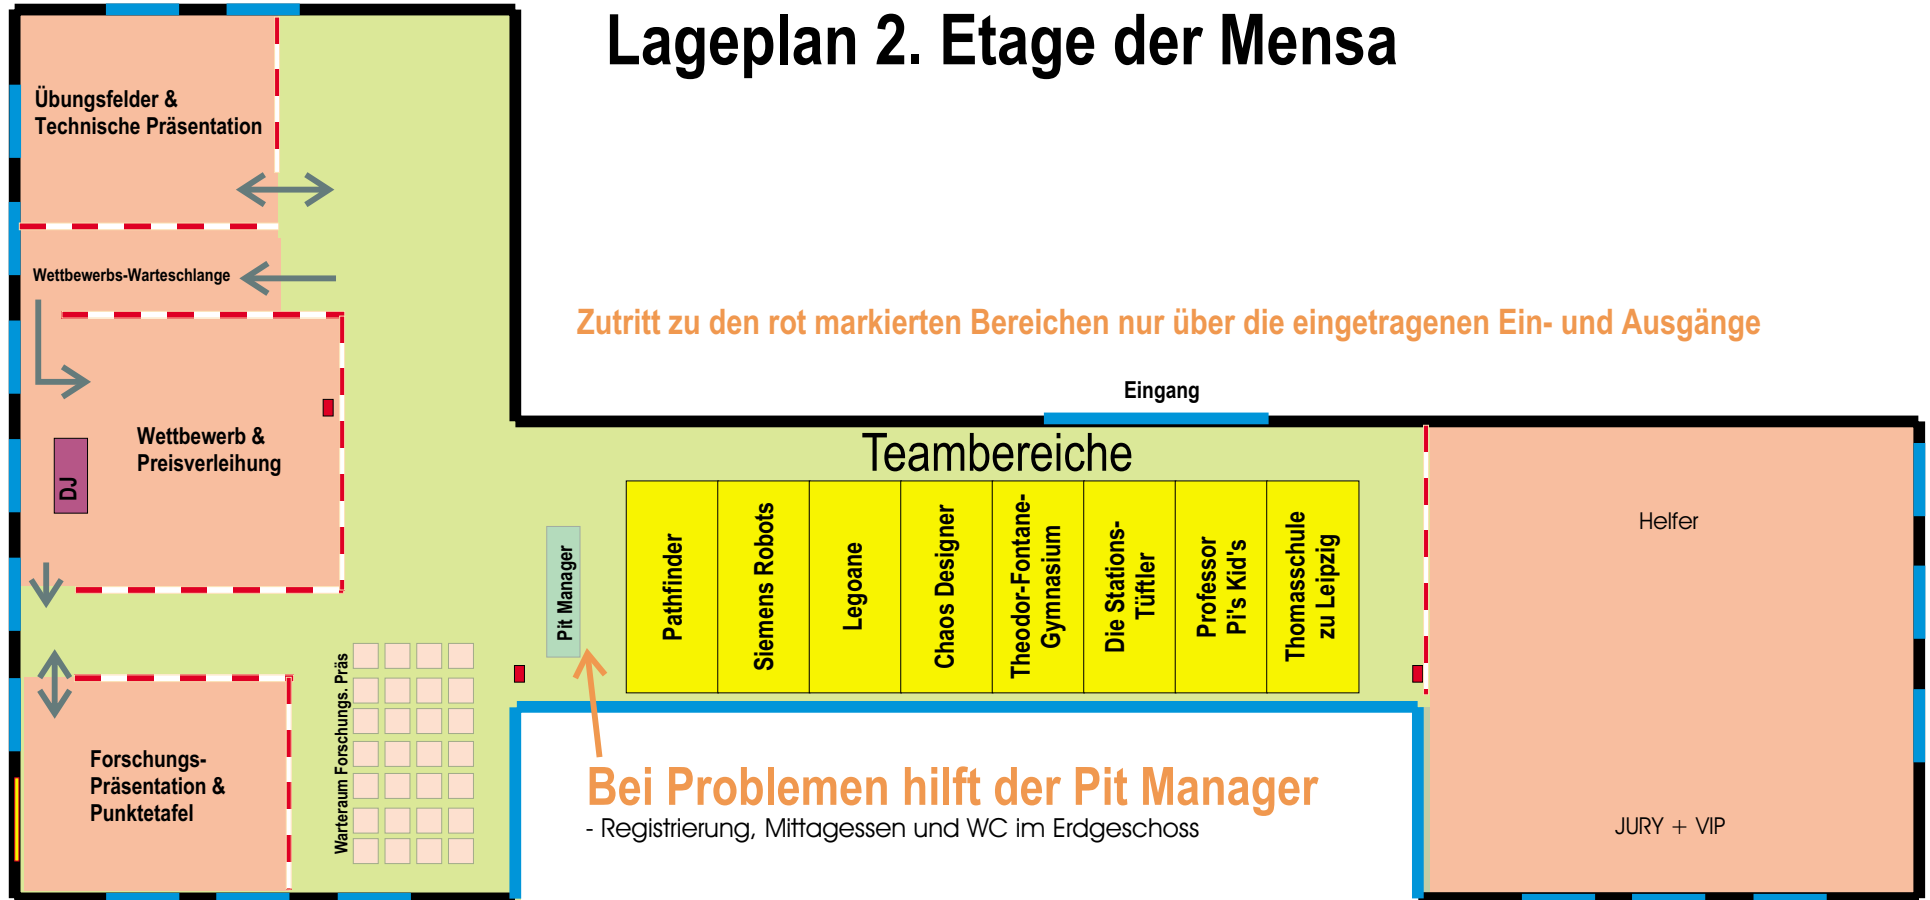 Lageplan 2. Etage der Mensa
Übungsfelder &
Technische Präsentation
Wettbewerbs-Warteschlange
Zutritt zu den rot markierten Bereichen nur über die eingetragenen Ein- und Ausgänge
Eingang
Wettbewerb &
Preisverleihung
DJ
Teambereiche
Pit Manager
Pathfinder
Siemens Robots
Legoane
Chaos Designer
Theodor-Fontane-
Gymnasium
Die Stations-
Tüftler
Professor
Pi's Kid's
Thomasschule
zu Leipzig
Helfer
JURY + VIP
Forschungs-
Präsentation &
Punktetafel
Warteraum Forschungs. Präs
Bei Problemen hilft der Pit Manager
- Registrierung, Mittagessen und WC im Erdgeschoss